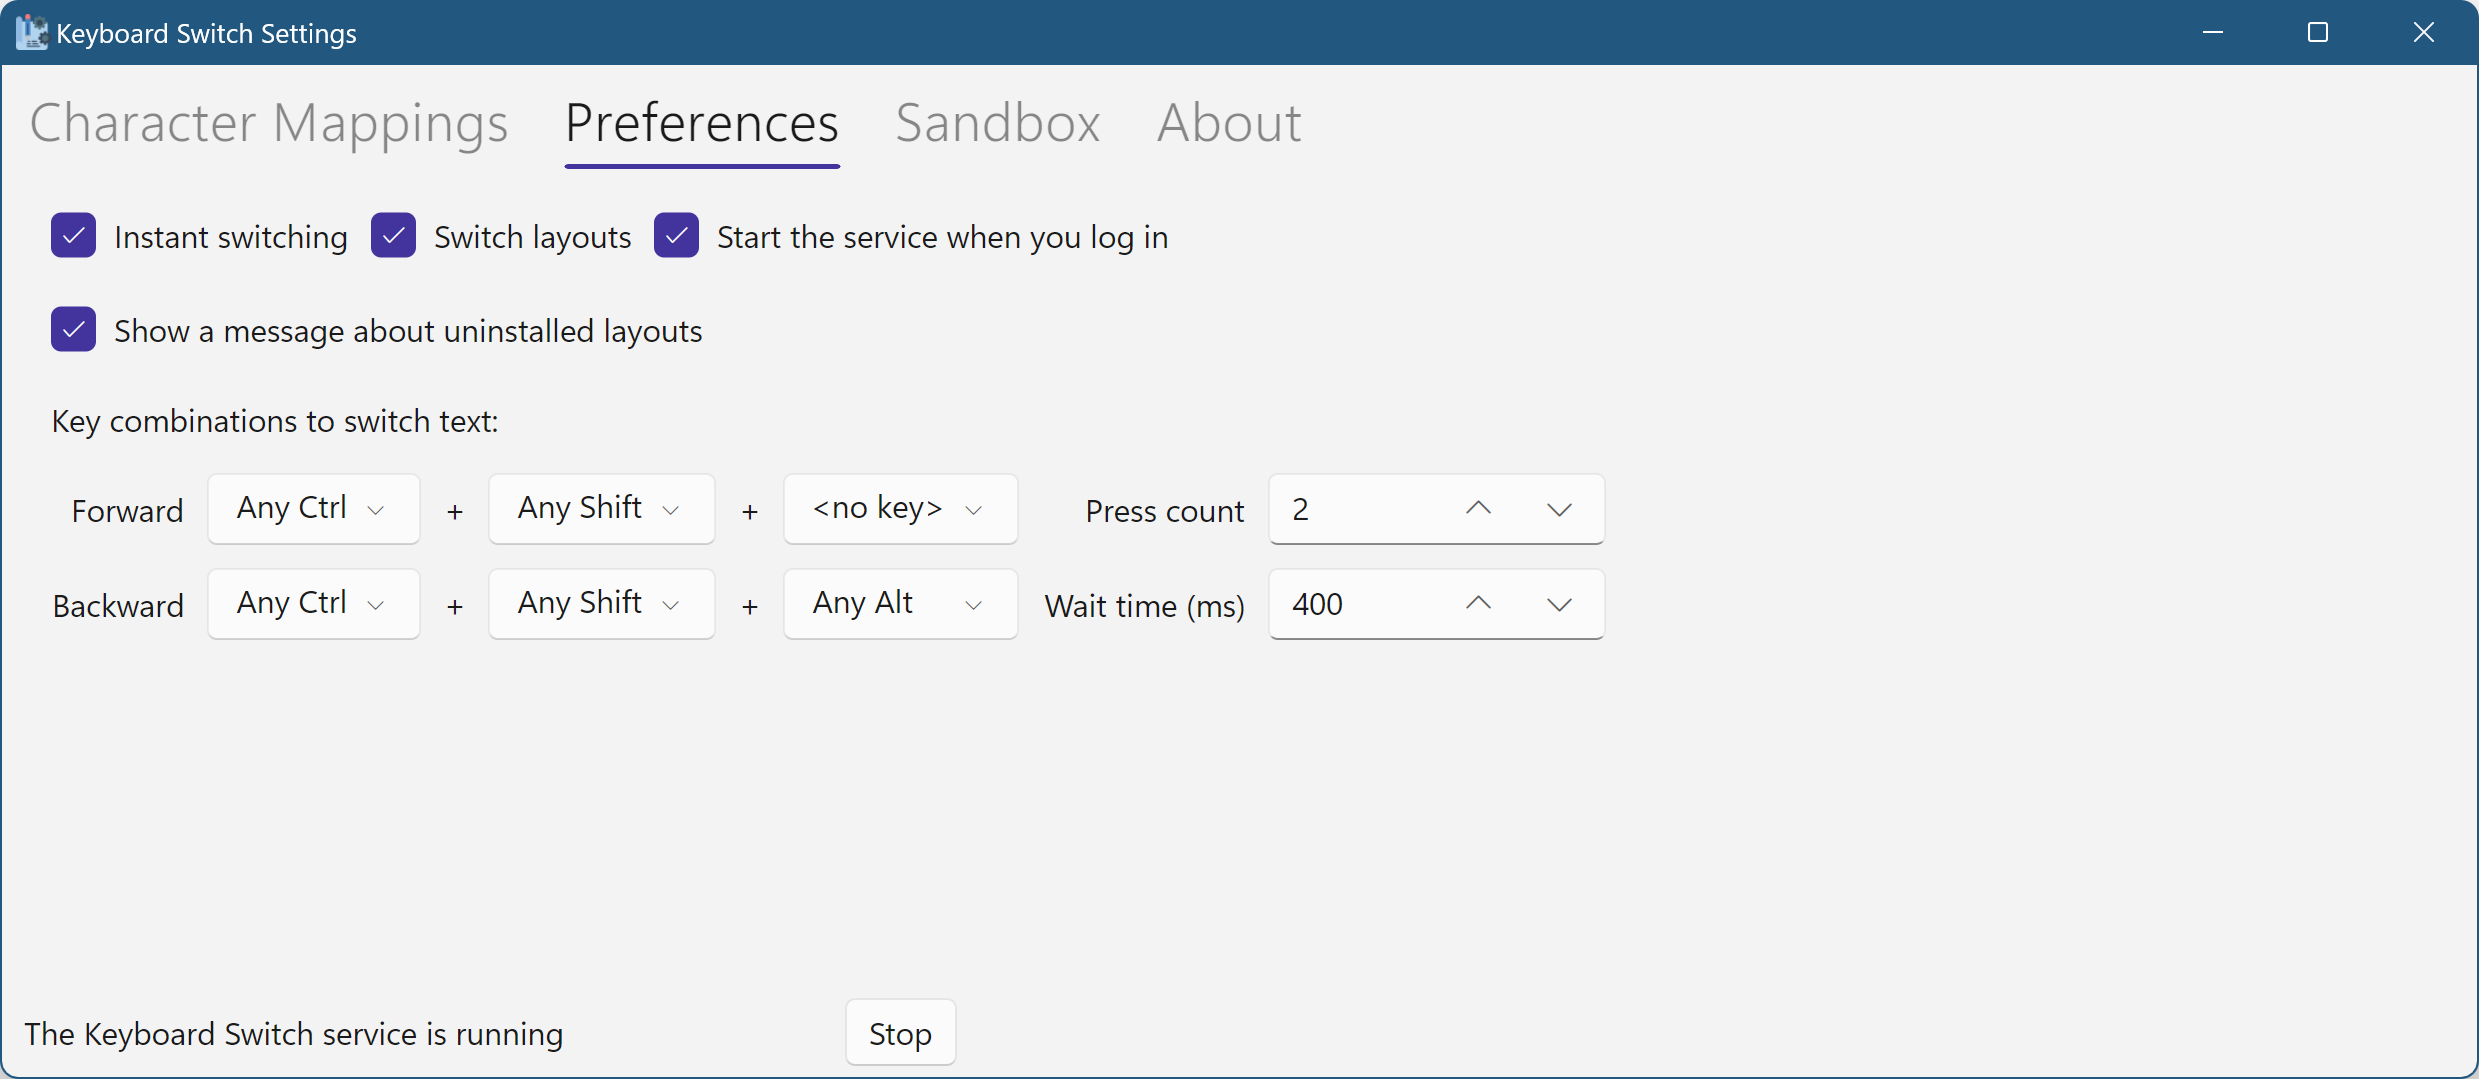 Keyboard Switch Settings
Character Mappings Preferences Sandbox About
Instant switching Switch layouts Start the service when you log in
Show a message about uninstalled layouts
Key combinations to switch text:
Forward Any Ctrl + Any Shift + <no key> Press count 2
Backward Any Ctrl + Any Shift + Any Alt Wait time (ms) 400
The Keyboard Switch service is running Stop